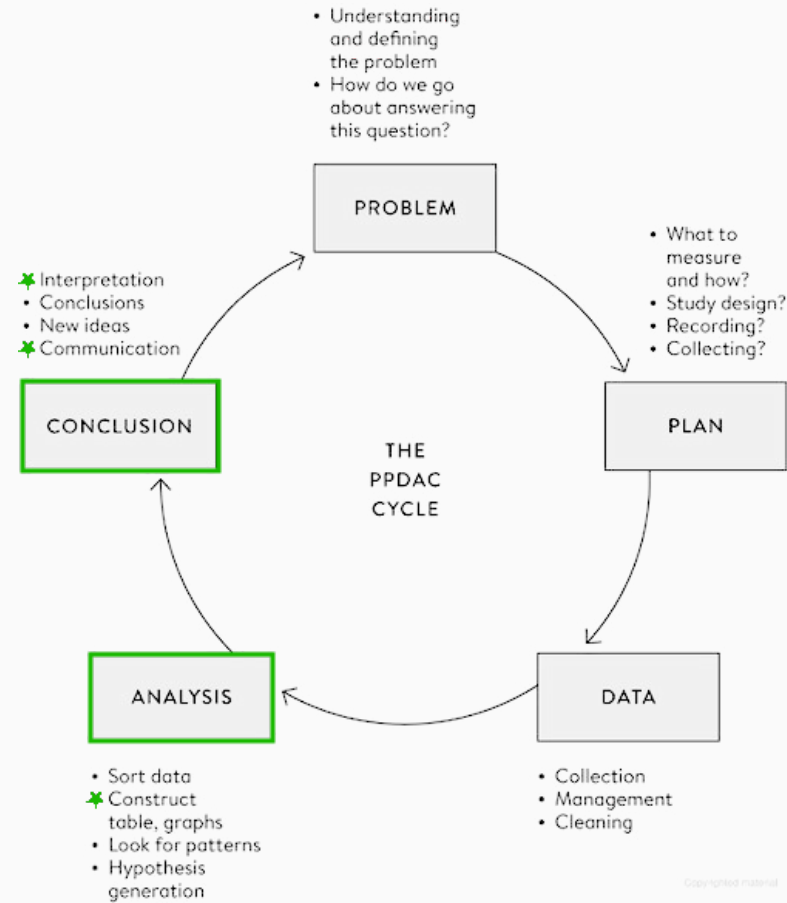 • Understanding
and defining
the problem
• How do we go
about answering
this question?
PROBLEM
• What to
measure
and how?
• Study design?
• Recording?
• Collecting?
PLAN
Interpretation
• Conclusions
• New ideas
Communication
CONCLUSION
THE
PPDAC
CYCLE
ANALYSIS
• Sort data
Construct
table, graphs
• Look for patterns
• Hypothesis
generation
DATA
• Collection
• Management
• Cleaning
Copyrighted material